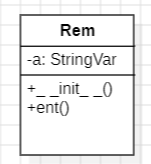 Rem
-a: StringVar
+_ _init_ _()
+ent()